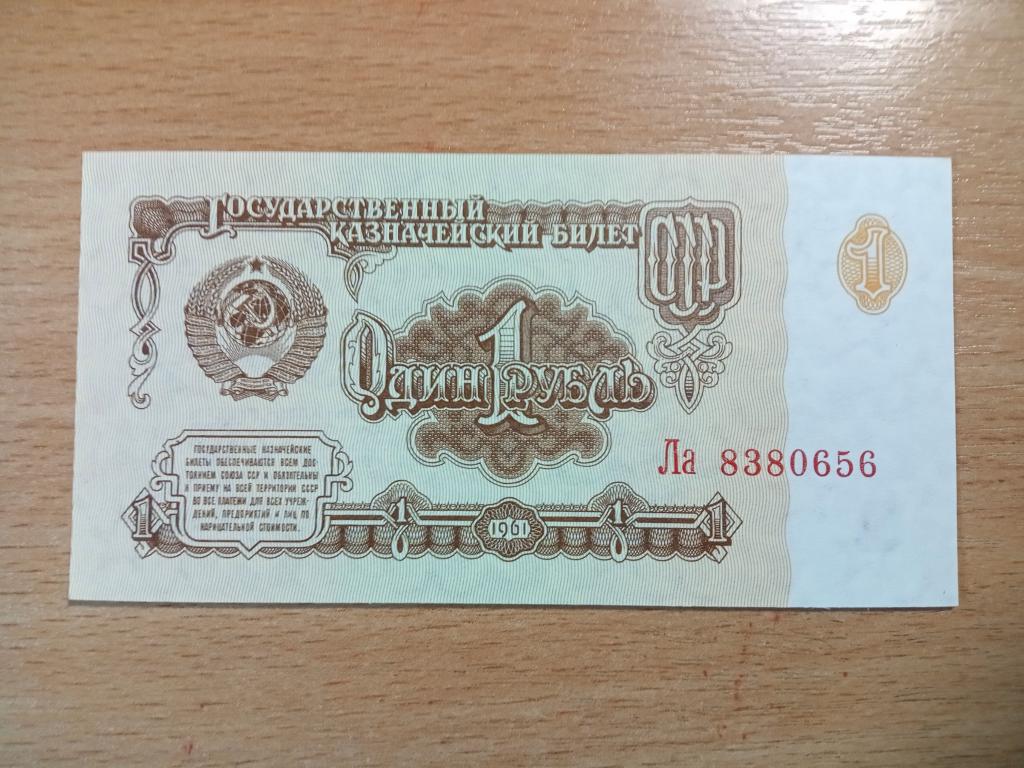 Государственный
казначейский билет
СССР
1
Один 1 рубль
Ла 8380656
ГОСУДАРСТВЕННЫЕ КАЗНАЧЕЙСКИЕ
БИЛЕТЫ ОБЕСПЕЧИВАЮТСЯ ВСЕМ ДОС-
ТОЯНИЕМ СОЮЗА ССР И ОБЯЗАТЕЛЬНЫ
К ПРИЕМУ НА ВСЕЙ ТЕРРИТОРИИ СССР
ВО ВСЕ ПЛАТЕЖИ ДЛЯ ВСЕХ УЧРЕЖ-
ДЕНИЙ, ПРЕДПРИЯТИЙ И ЛИЦ ПО
НАРИЦАТЕЛЬНОЙ СТОИМОСТИ.
1 1 1961 1 1